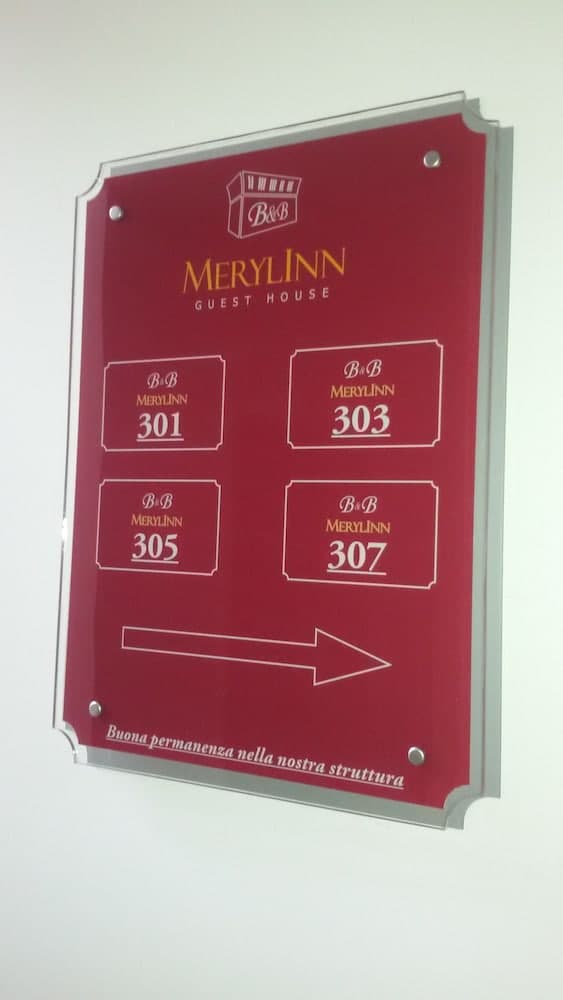 B&B
MERYLINN
GUEST HOUSE
B&B
MERYLINN
301
B&B
MERYLINN
303
B&B
MERYLINN
305
B&B
MERYLINN
307
Buona permanenza nella nostra struttura